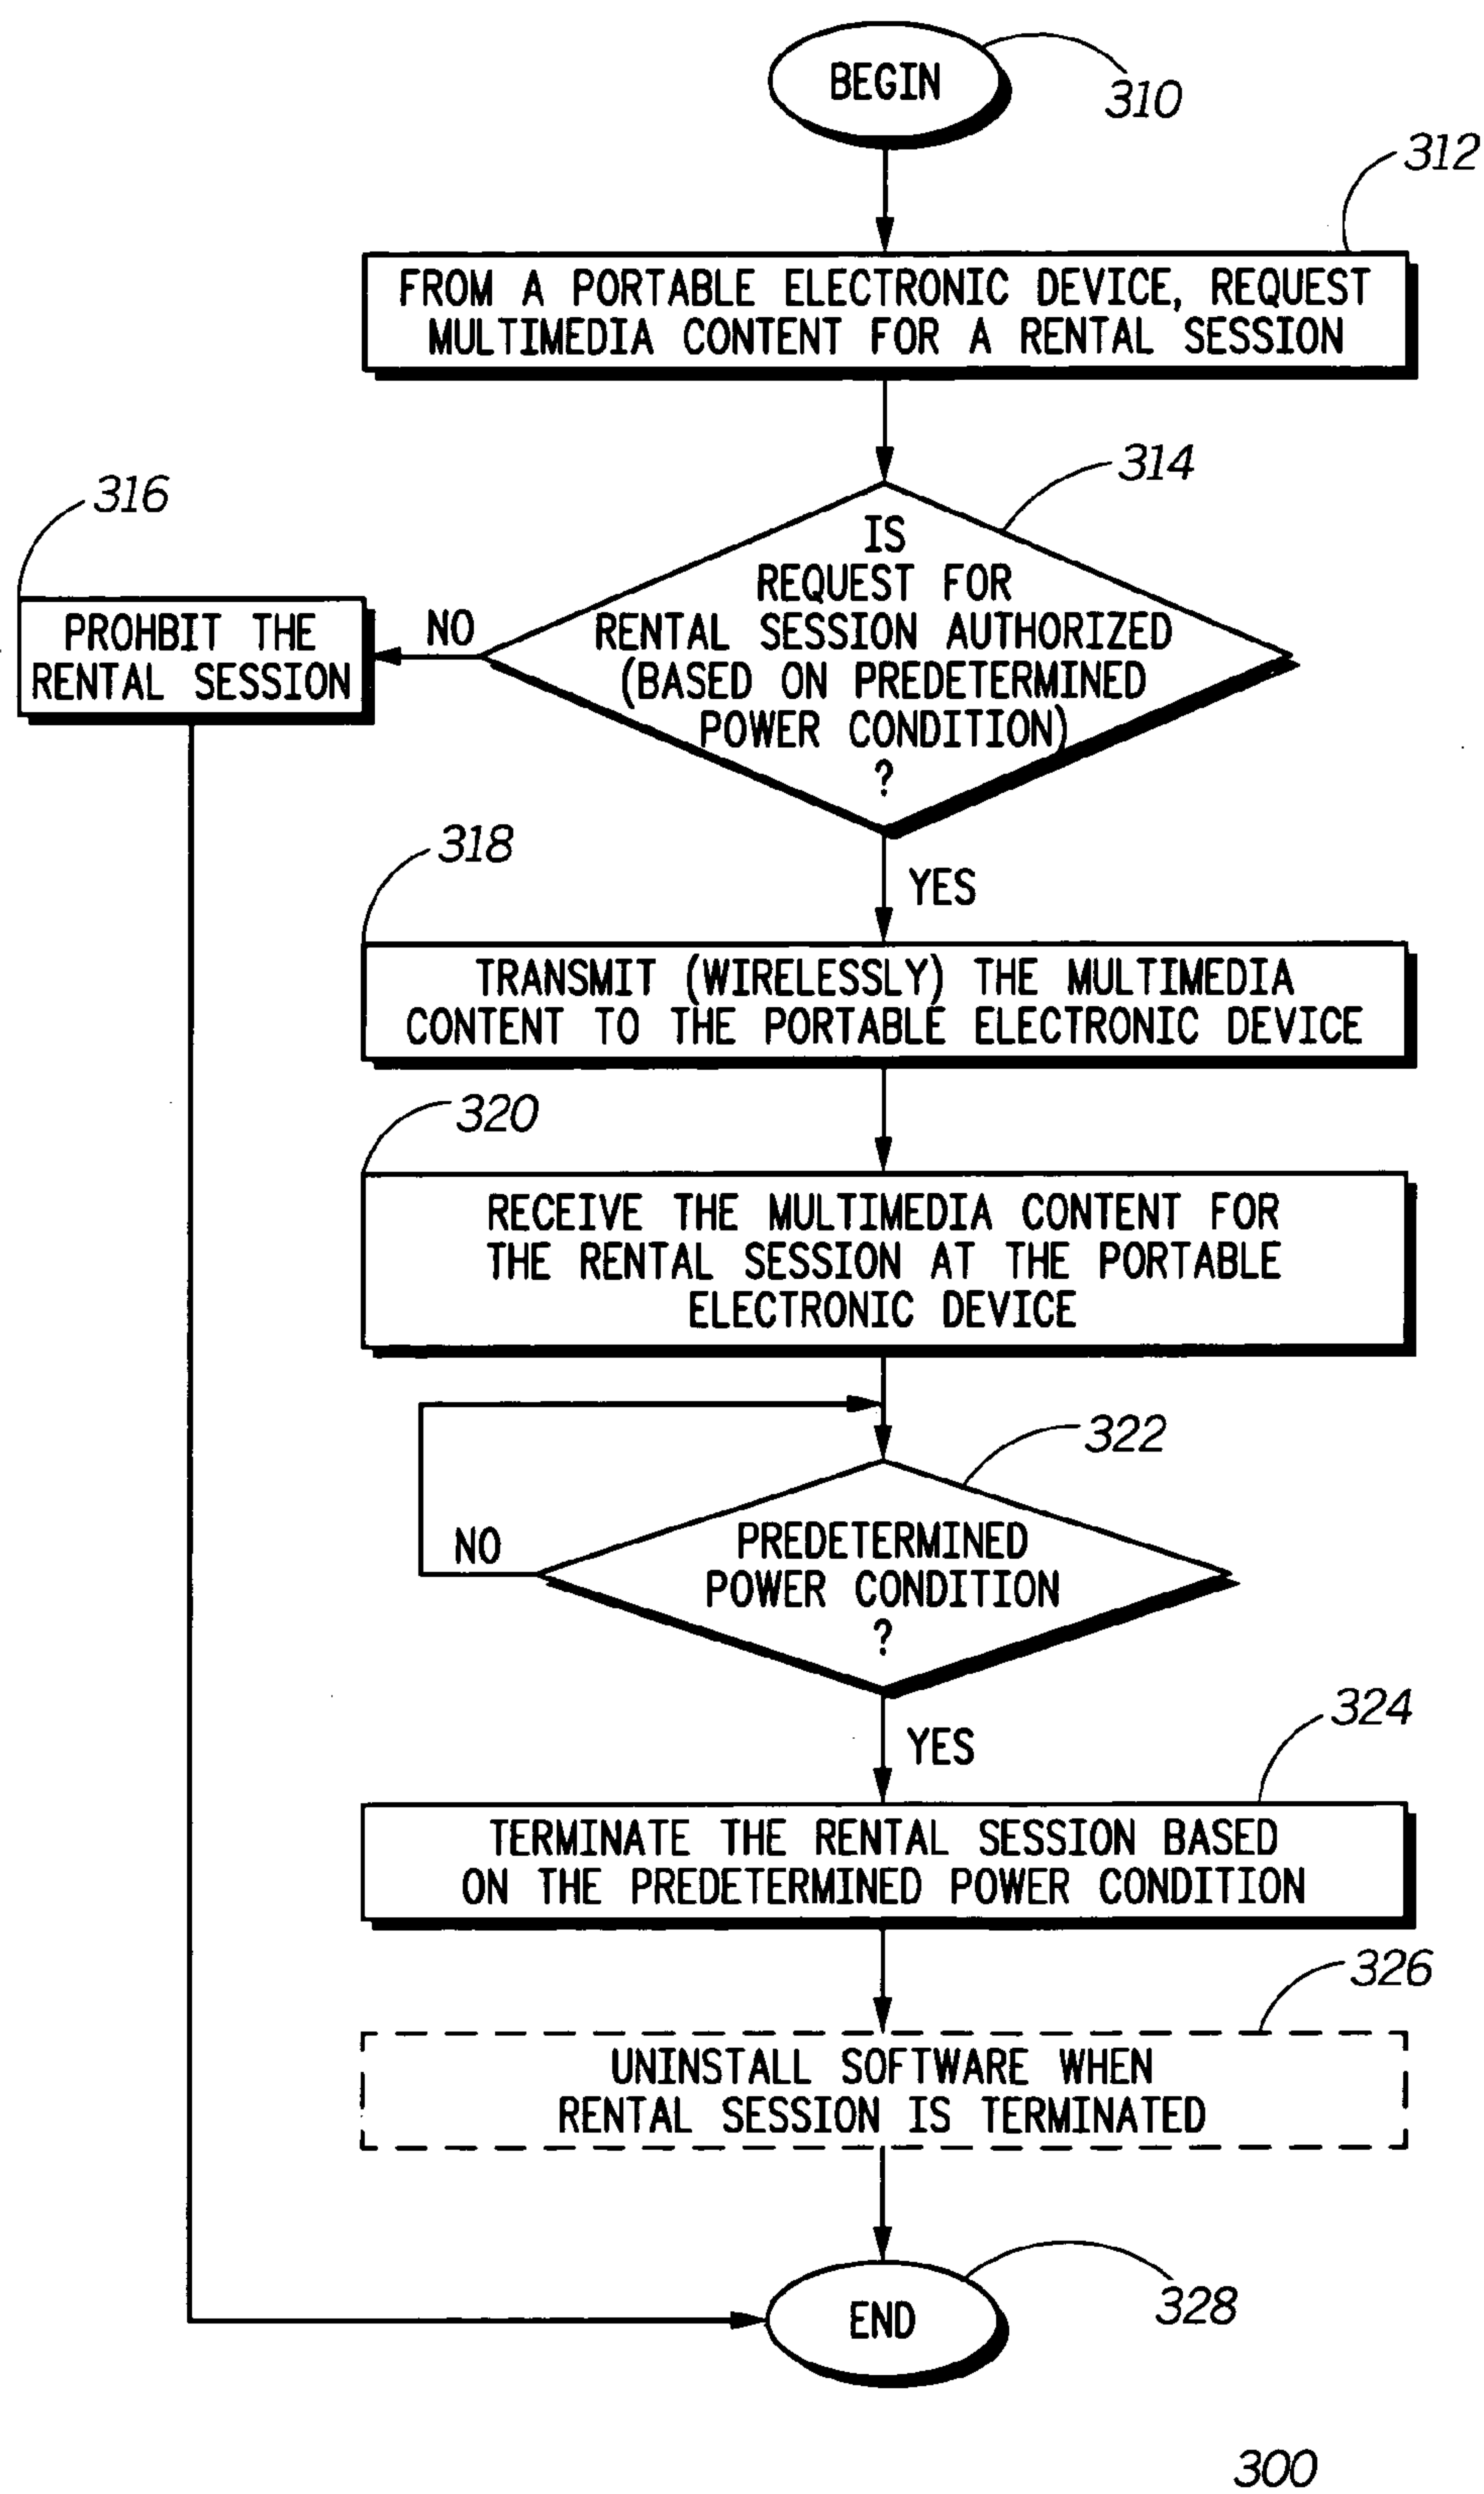 BEGIN
310
312
FROM A PORTABLE ELECTRONIC DEVICE, REQUEST
MULTIMEDIA CONTENT FOR A RENTAL SESSION
314
316
IS
REQUEST FOR
RENTAL SESSION AUTHORIZED
(BASED ON PREDETERMINED
POWER CONDITION)
?
NO
PROHBIT THE
RENTAL SESSION
YES
318
TRANSMIT (WIRELESSLY) THE MULTIMEDIA
CONTENT TO THE PORTABLE ELECTRONIC DEVICE
320
RECEIVE THE MULTIMEDIA CONTENT FOR
THE RENTAL SESSION AT THE PORTABLE
ELECTRONIC DEVICE
322
PREDETERMINED
POWER CONDITION
?
NO
YES
324
TERMINATE THE RENTAL SESSION BASED
ON THE PREDETERMINED POWER CONDITION
326
UNINSTALL SOFTWARE WHEN
RENTAL SESSION IS TERMINATED
END
328
300